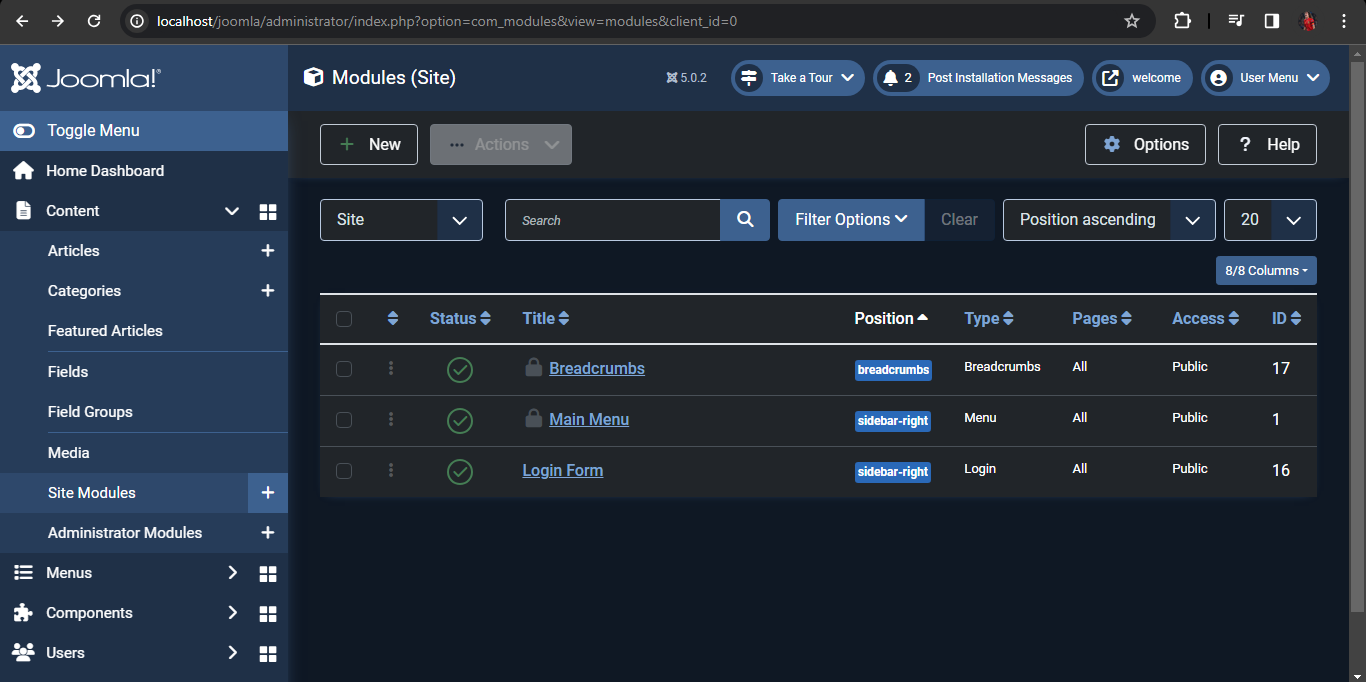 localhost/joomla/administrator/index.php?option=com_modules&view=modules&client_id=0
Joomla!®
Modules (Site)
5.0.2
Take a Tour
2
Post Installation Messages
welcome
User Menu
Toggle Menu
Home Dashboard
Content
Articles
Categories
Featured Articles
Fields
Field Groups
Media
Site Modules
Administrator Modules
Menus
Components
Users
New
Actions
Options
? Help
Site
Search
Filter Options
Clear
Position ascending
20
8/8 Columns
Status Title Position Type Pages Access ID
Breadcrumbs breadcrumbs Breadcrumbs All Public 17
Main Menu sidebar-right Menu All Public 1
Login Form sidebar-right Login All Public 16